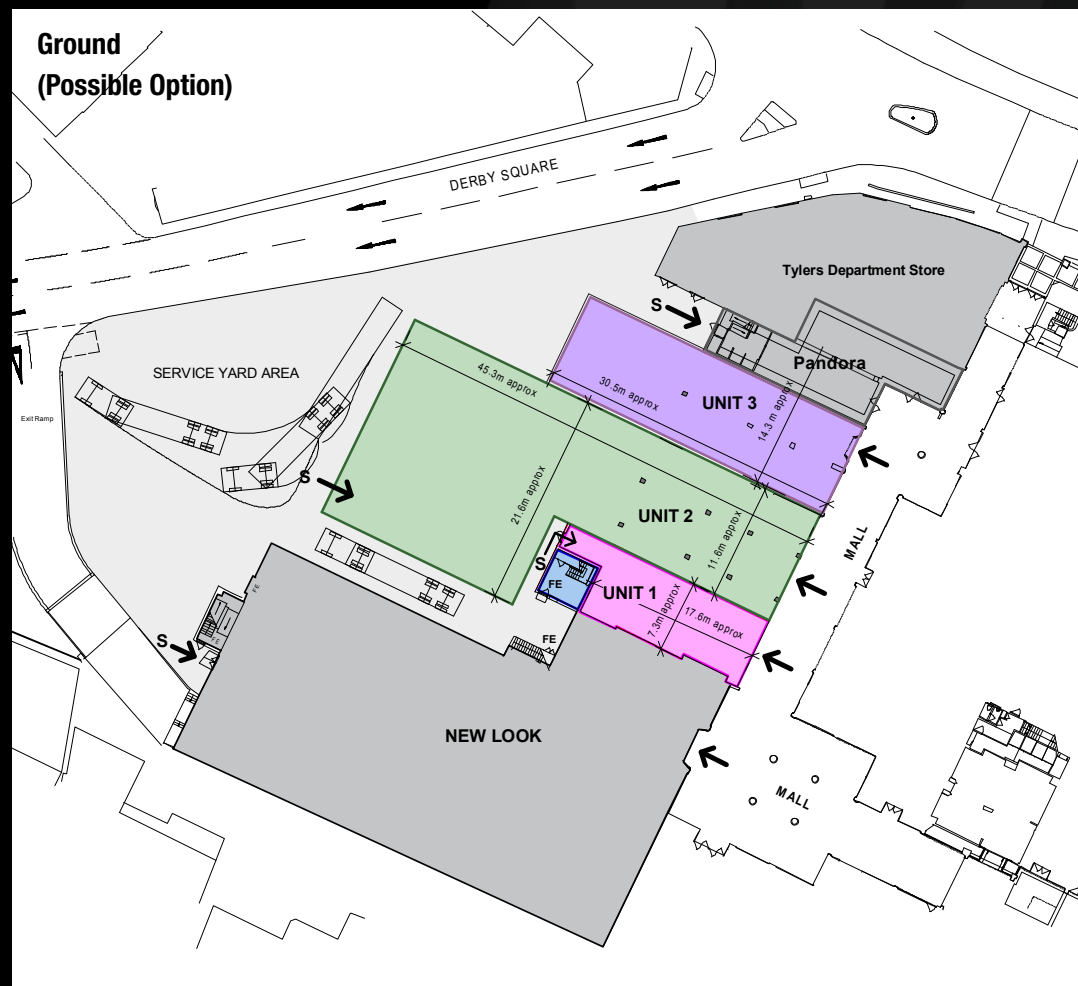 Ground
(Possible Option)
DERBY SQUARE
Tylers Department Store
S
Pandora
SERVICE YARD AREA
45.3m approx
30.5m approx
UNIT 3
14.3 m approx
Exit Ramp
S
21.6m approx
UNIT 2
11.6m approx
MALL
S
FE
UNIT 1
17.6m approx
7.3m approx
FE
FE
FE
S
NEW LOOK
MALL